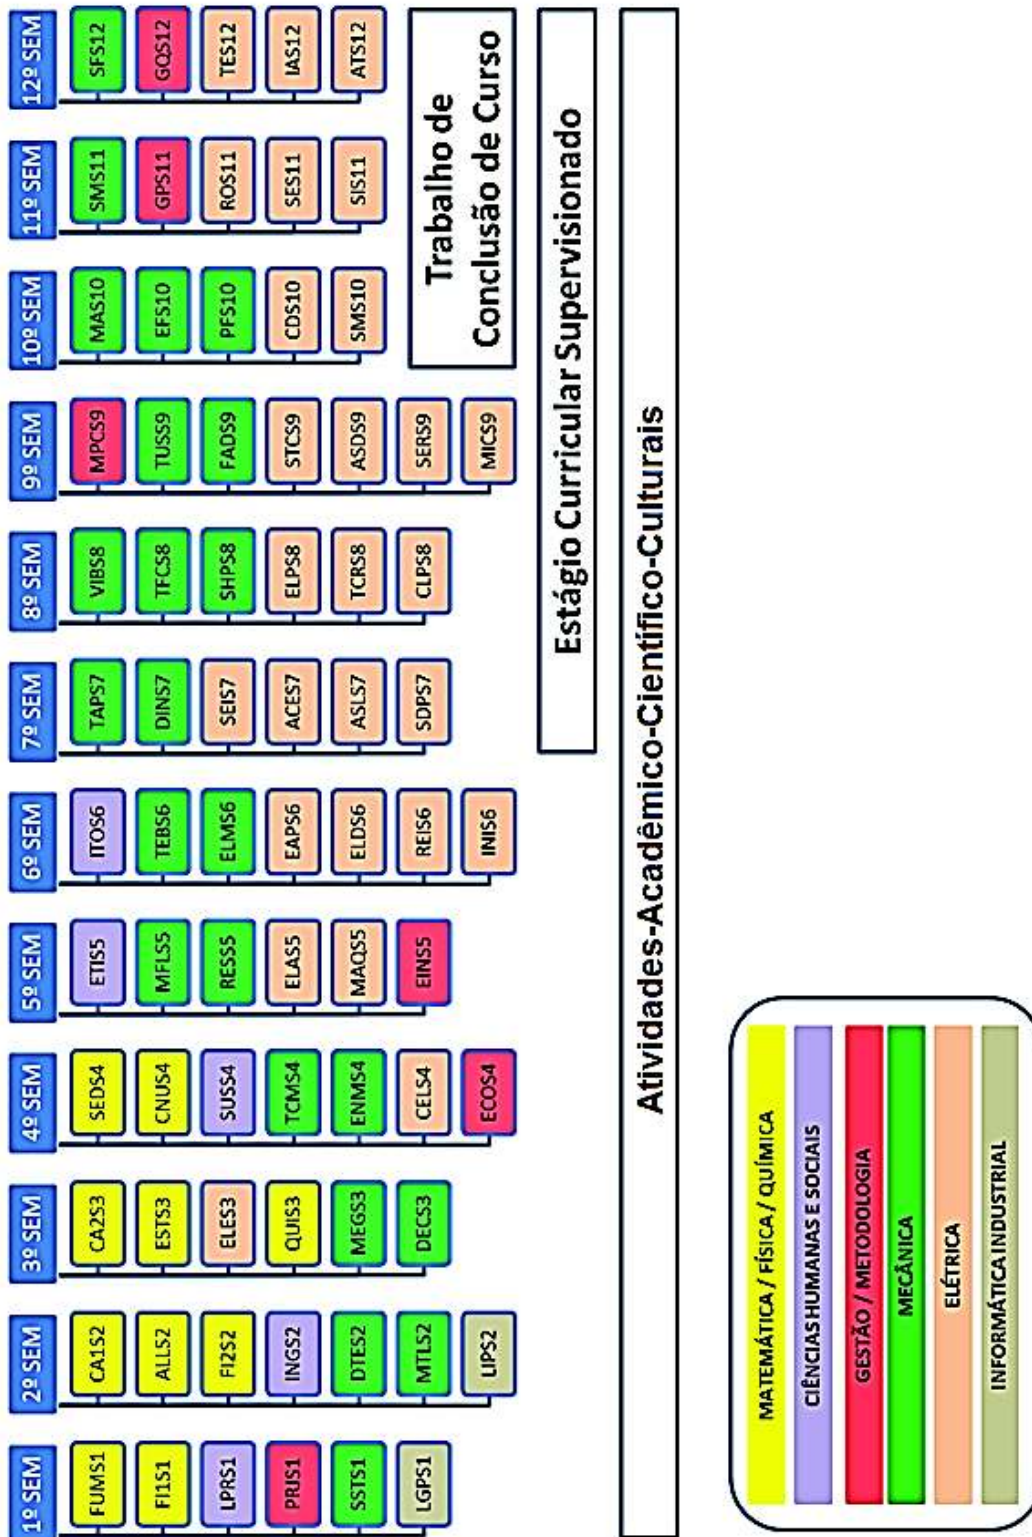 1º SEM
FUMS1
FI1S1
LPRS1
PRJS1
SSTS1
LGPS1
2º SEM
CA1S2
ALLS2
FI2S2
INGS2
DTES2
MTLS2
LIPS2
3º SEM
CA2S3
ESTS3
ELES3
QUIS3
MEGS3
DECS3
4º SEM
SEDS4
CNUS4
SUSS4
TCMS4
ENMS4
CELS4
ECOS4
5º SEM
ETIS5
MFLS5
RESS5
ELAS5
MAQS5
EINS5
6º SEM
ITOS6
TEBS6
ELMS6
EAPS6
ELDS6
REIS6
INIS6
7º SEM
TAPS7
DINS7
SEIS7
ACES7
ASLS7
SDPS7
8º SEM
VIBS8
TFCS8
SHPS8
ELPS8
TCRS8
CLPS8
9º SEM
MPCS9
TUSS9
FADS9
STCS9
ASDS9
SERS9
MICS9
10º SEM
MAS10
EFS10
PFS10
CDS10
SMS10
11º SEM
SMS11
GPS11
ROS11
SES11
SIS11
12º SEM
SFS12
GQS12
TES12
IAS12
ATS12
Trabalho de
Conclusão de Curso
Estágio Curricular Supervisionado
Atividades-Acadêmico-Científico-Culturais
MATEMÁTICA / FÍSICA / QUÍMICA
CIÊNCIAS HUMANAS E SOCIAIS
GESTÃO / METODOLOGIA
MECÂNICA
ELÉTRICA
INFORMÁTICA INDUSTRIAL